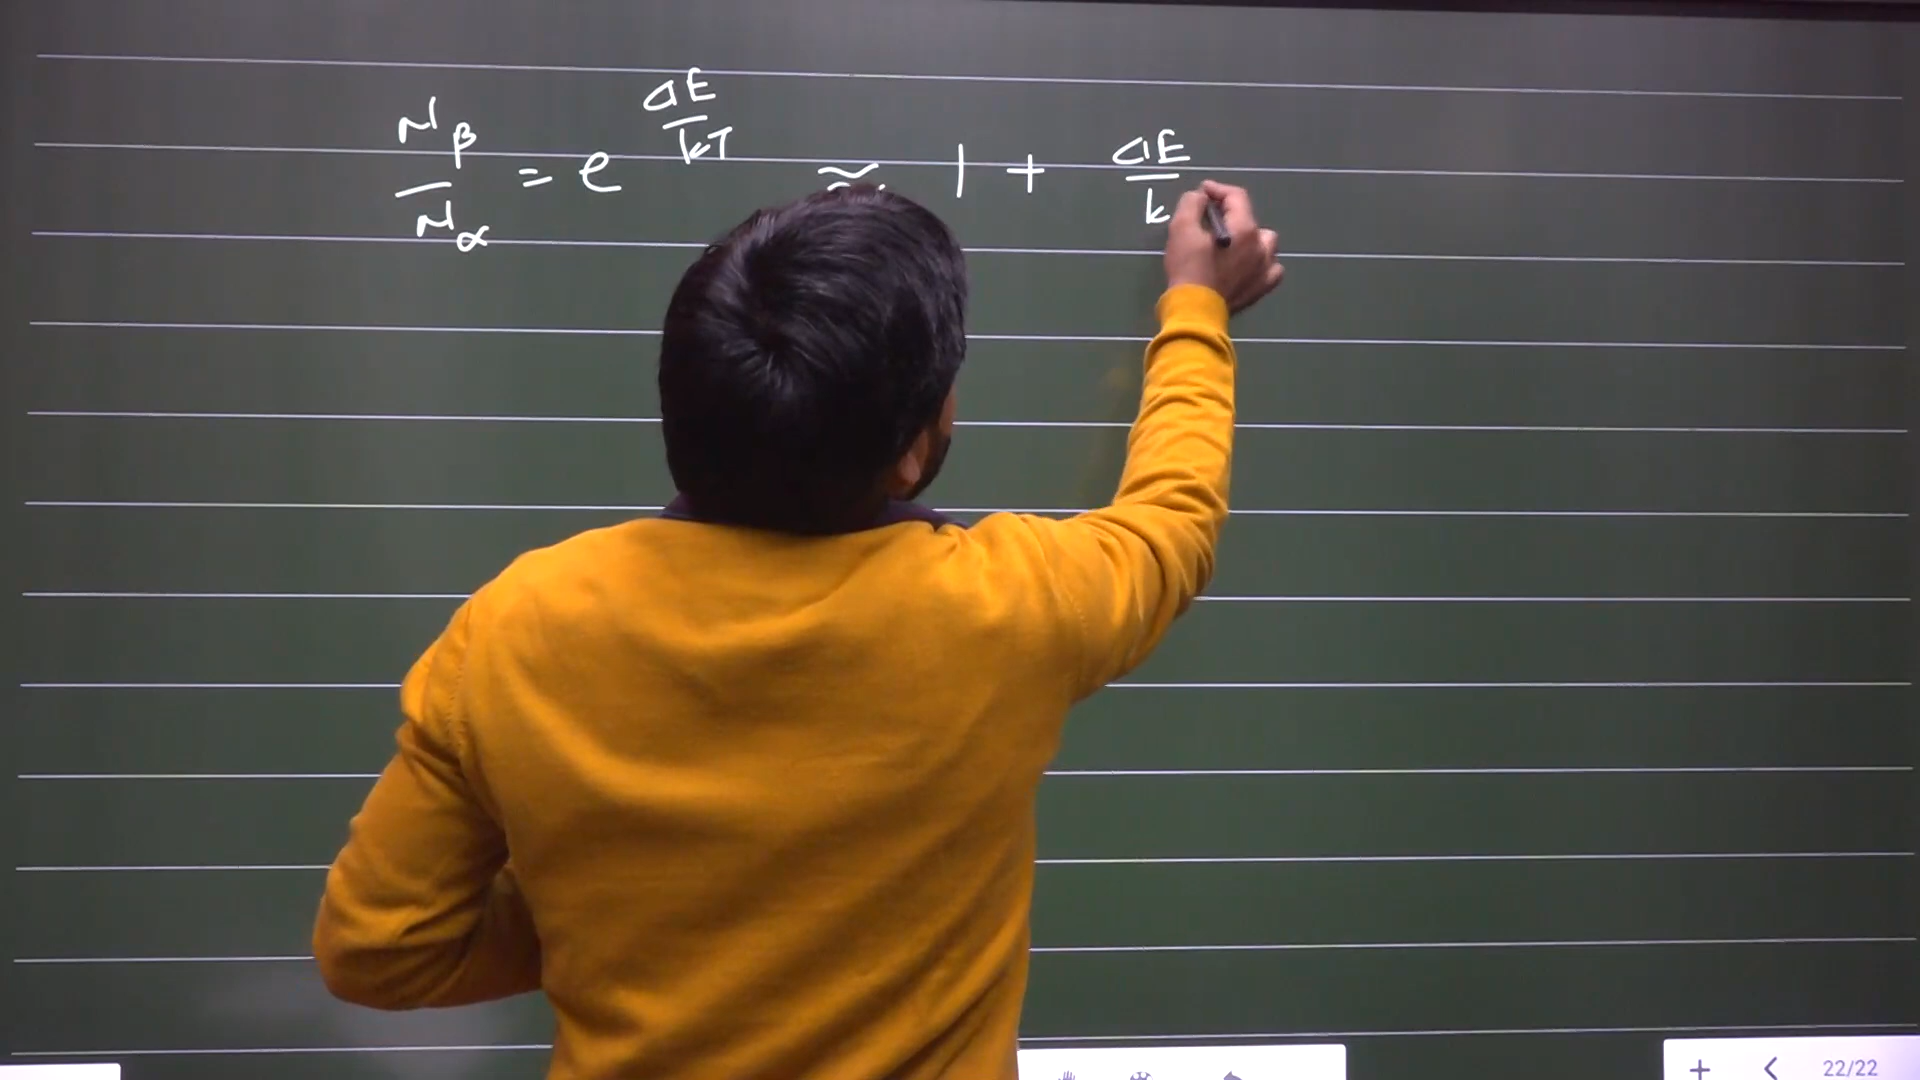 Nβ/Nα = e^(ΔE/kT) ≈ 1 + ΔE/k
22/22